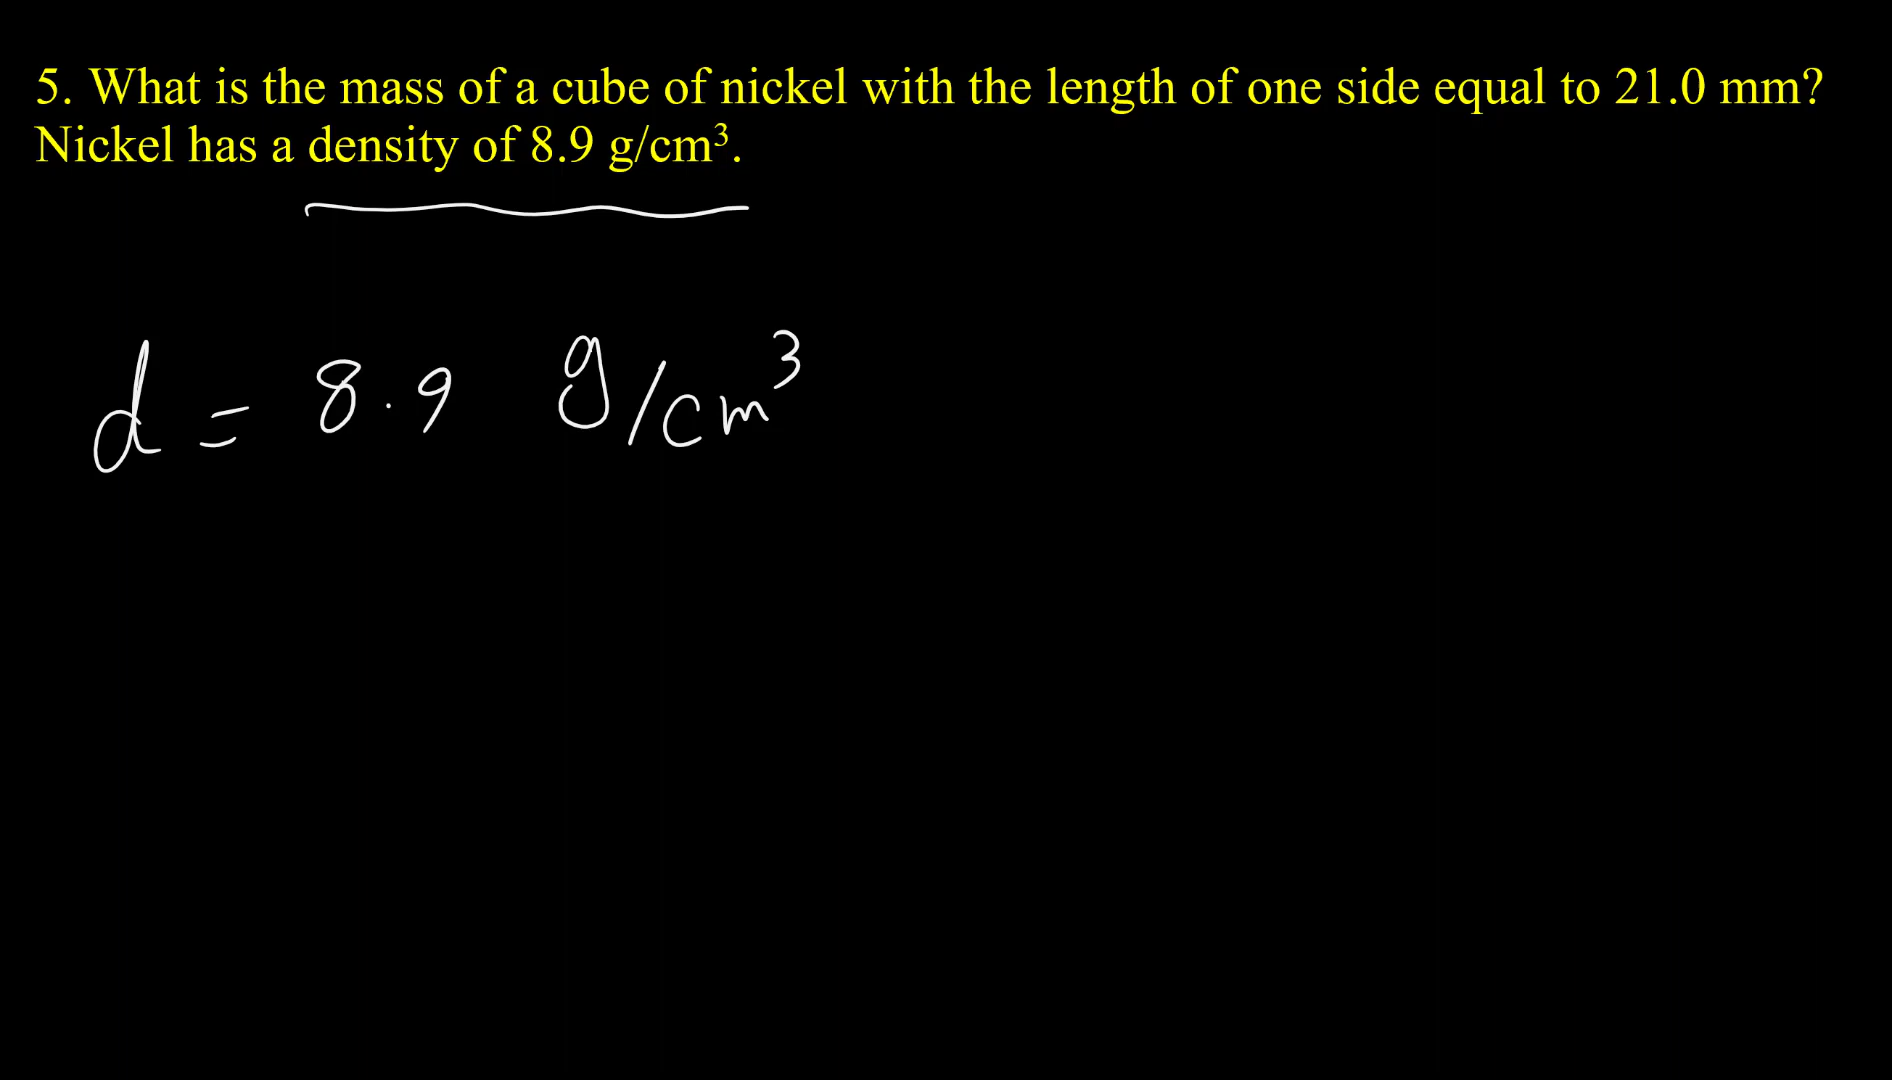 5. What is the mass of a cube of nickel with the length of one side equal to 21.0 mm?
Nickel has a density of 8.9 g/cm³.
d = 8.9 g/cm³